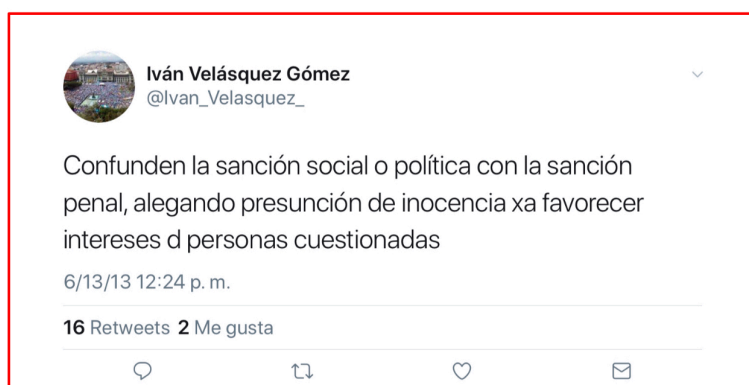 Iván Velásquez Gómez
@Ivan_Velasquez_
Confunden la sanción social o política con la sanción
penal, alegando presunción de inocencia xa favorecer
intereses d personas cuestionadas
6/13/13 12:24 p. m.
16 Retweets 2 Me gusta